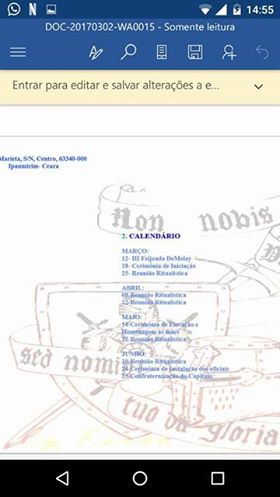 14:55
DOC-20170302-WA0015 - Somente leitura
Entrar para editar e salvar alterações a e...
Marieta, S/N, Centro, 63340-000
Ipaumirim- Ceara
Non nobis
2. CALENDÁRIO
MARÇO:
12- III Feijoada DeMolay
18- Cerimônia de Iniciação
25- Reunião Ritualística
ABRIL:
08-Reunião Ritualística
22-Reunião Ritualística
MAIO:
14-Cerimônia de Elevação e
Homenagem às mães
27-Reunião Ritualística
JUNHO:
10-Reunião Ritualística
24-Cerimônia de Instalação dos oficiais
25-Confraternização do Capítulo
sed nomi
tuo da gloria